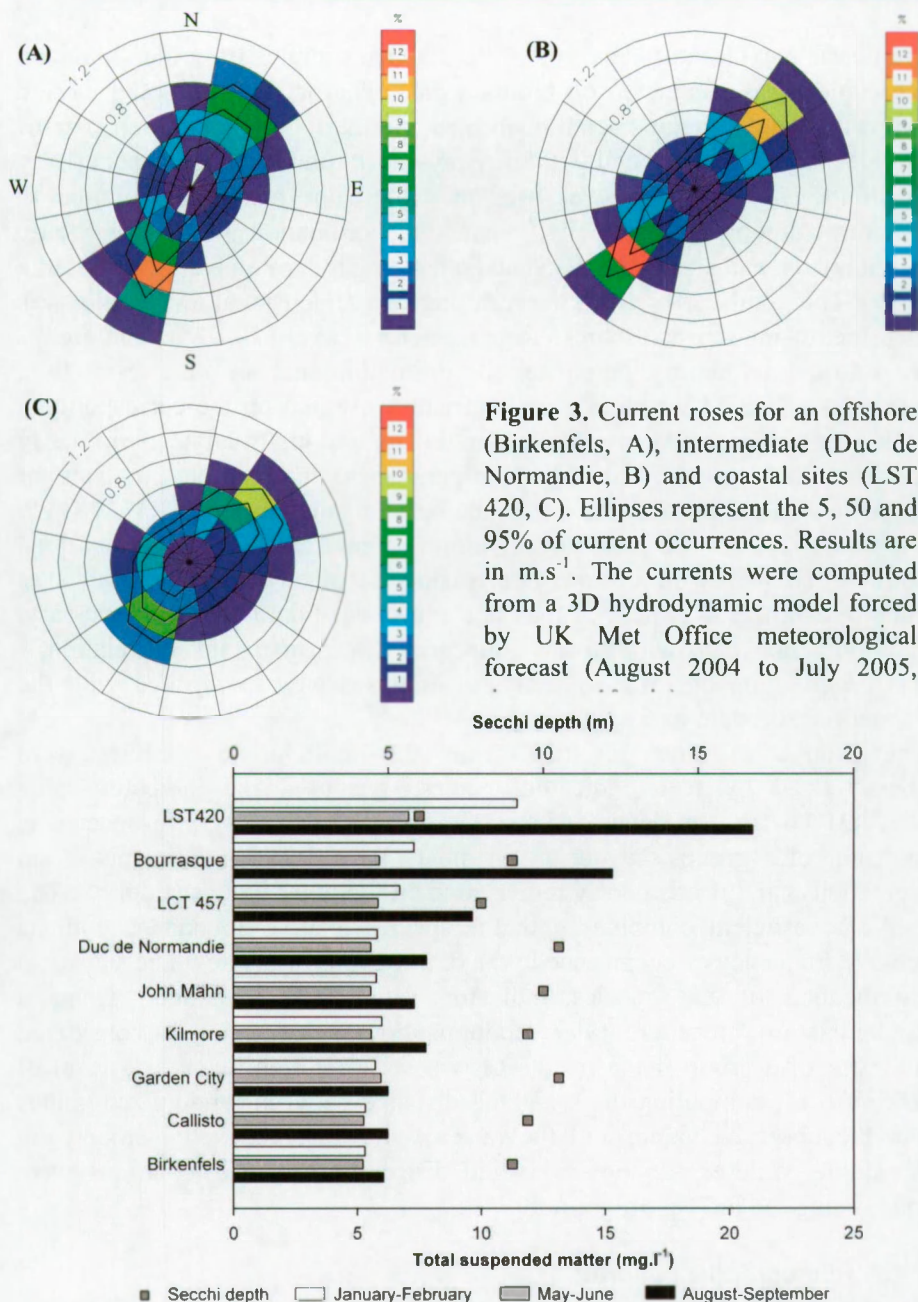 (A)
N
W
E
S
1.2
0.8
%
12
11
10
9
8
7
6
5
4
3
2
1
(B)
1.2
0.8
%
12
11
10
9
8
7
6
5
4
3
2
1
(C)
0.8
%
12
11
10
9
8
7
6
5
4
3
2
1
Figure 3. Current roses for an offshore
(Birkenfels, A), intermediate (Duc de
Normandie, B) and coastal sites (LST
420, C). Ellipses represent the 5, 50 and
95% of current occurrences. Results are
in m.s⁻¹. The currents were computed
from a 3D hydrodynamic model forced
by UK Met Office meteorological
forecast (August 2004 to July 2005,
Secchi depth (m)
0 5 10 15 20
LST420
Bourrasque
LCT 457
Duc de Normandie
John Mahn
Kilmore
Garden City
Callisto
Birkenfels
0 5 10 15 20 25
Total suspended matter (mg.l⁻¹)
Secchi depth January-February May-June August-September